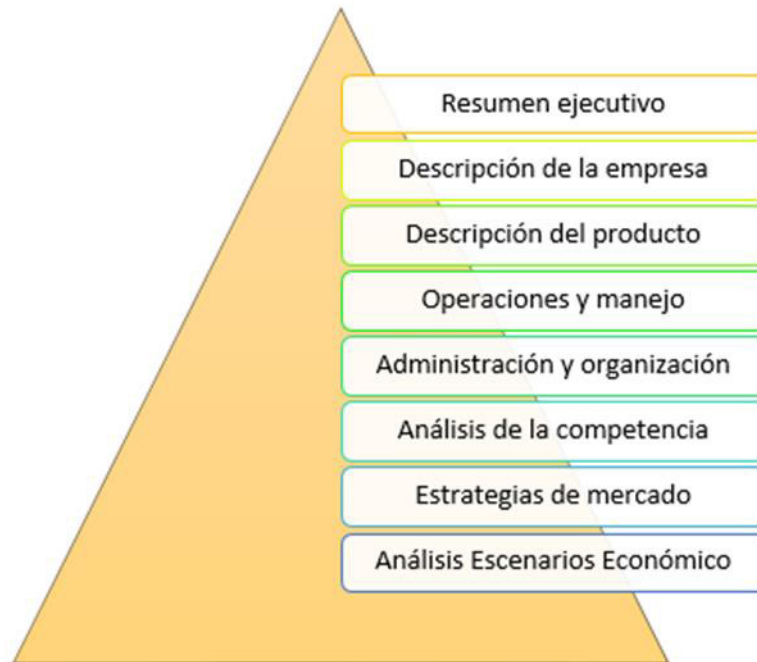 Resumen ejecutivo
Descripción de la empresa
Descripción del producto
Operaciones y manejo
Administración y organización
Análisis de la competencia
Estrategias de mercado
Análisis Escenarios Económico